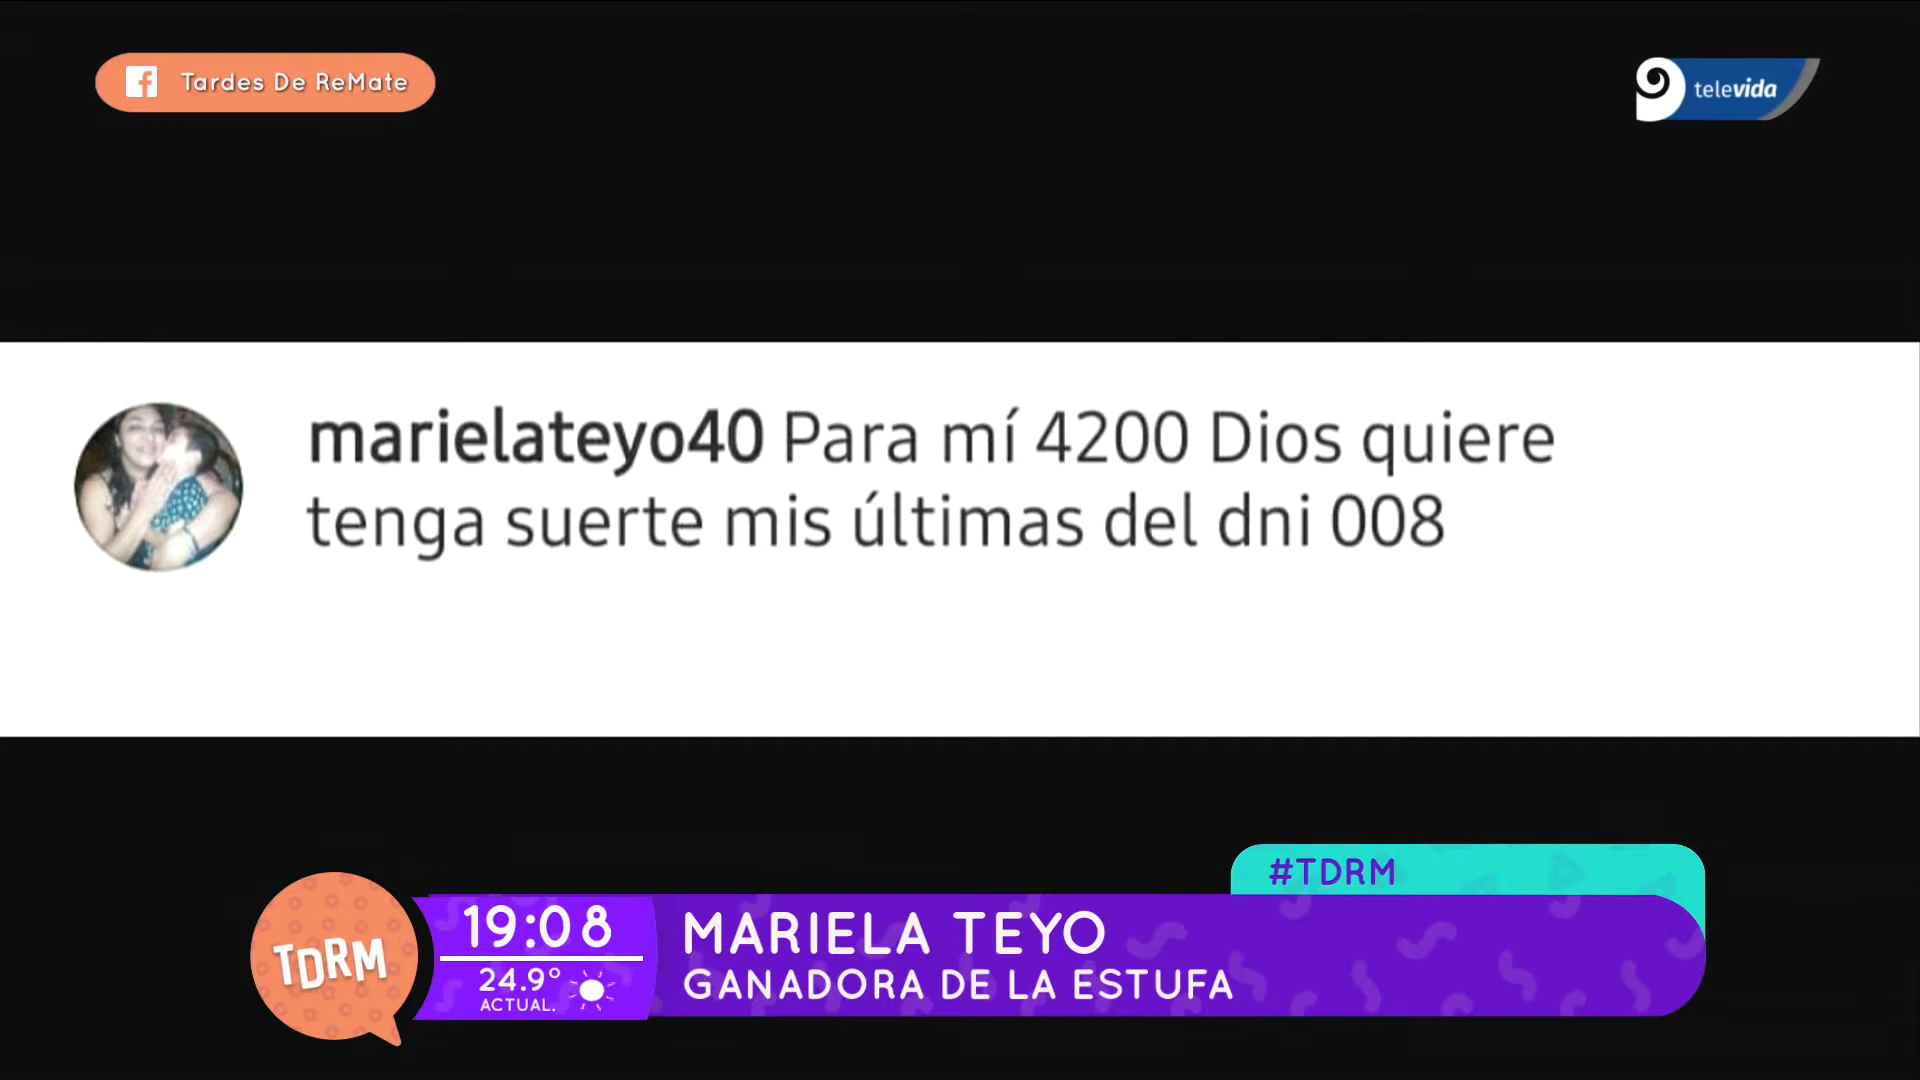 Tardes De ReMate
9 televida
marielateyo40 Para mí 4200 Dios quiere
tenga suerte mis últimas del dni 008
#TDRM
TDRM
19:08
24.9°
ACTUAL.
MARIELA TEYO
GANADORA DE LA ESTUFA